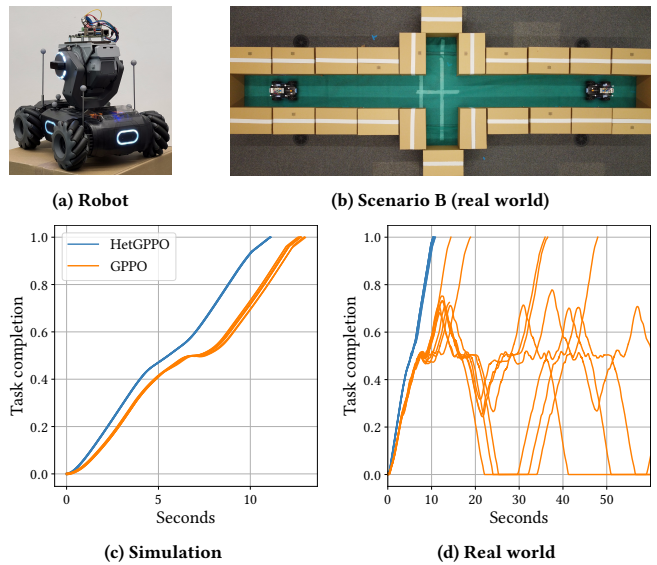 (a) Robot
(b) Scenario B (real world)
1.0
0.8
0.6
0.4
0.2
0.0
Task completion
HetGPPO
GPPO
0
5
10
Seconds
1.0
0.8
0.6
0.4
0.2
0.0
Task completion
0
10
20
30
40
50
Seconds
(c) Simulation
(d) Real world